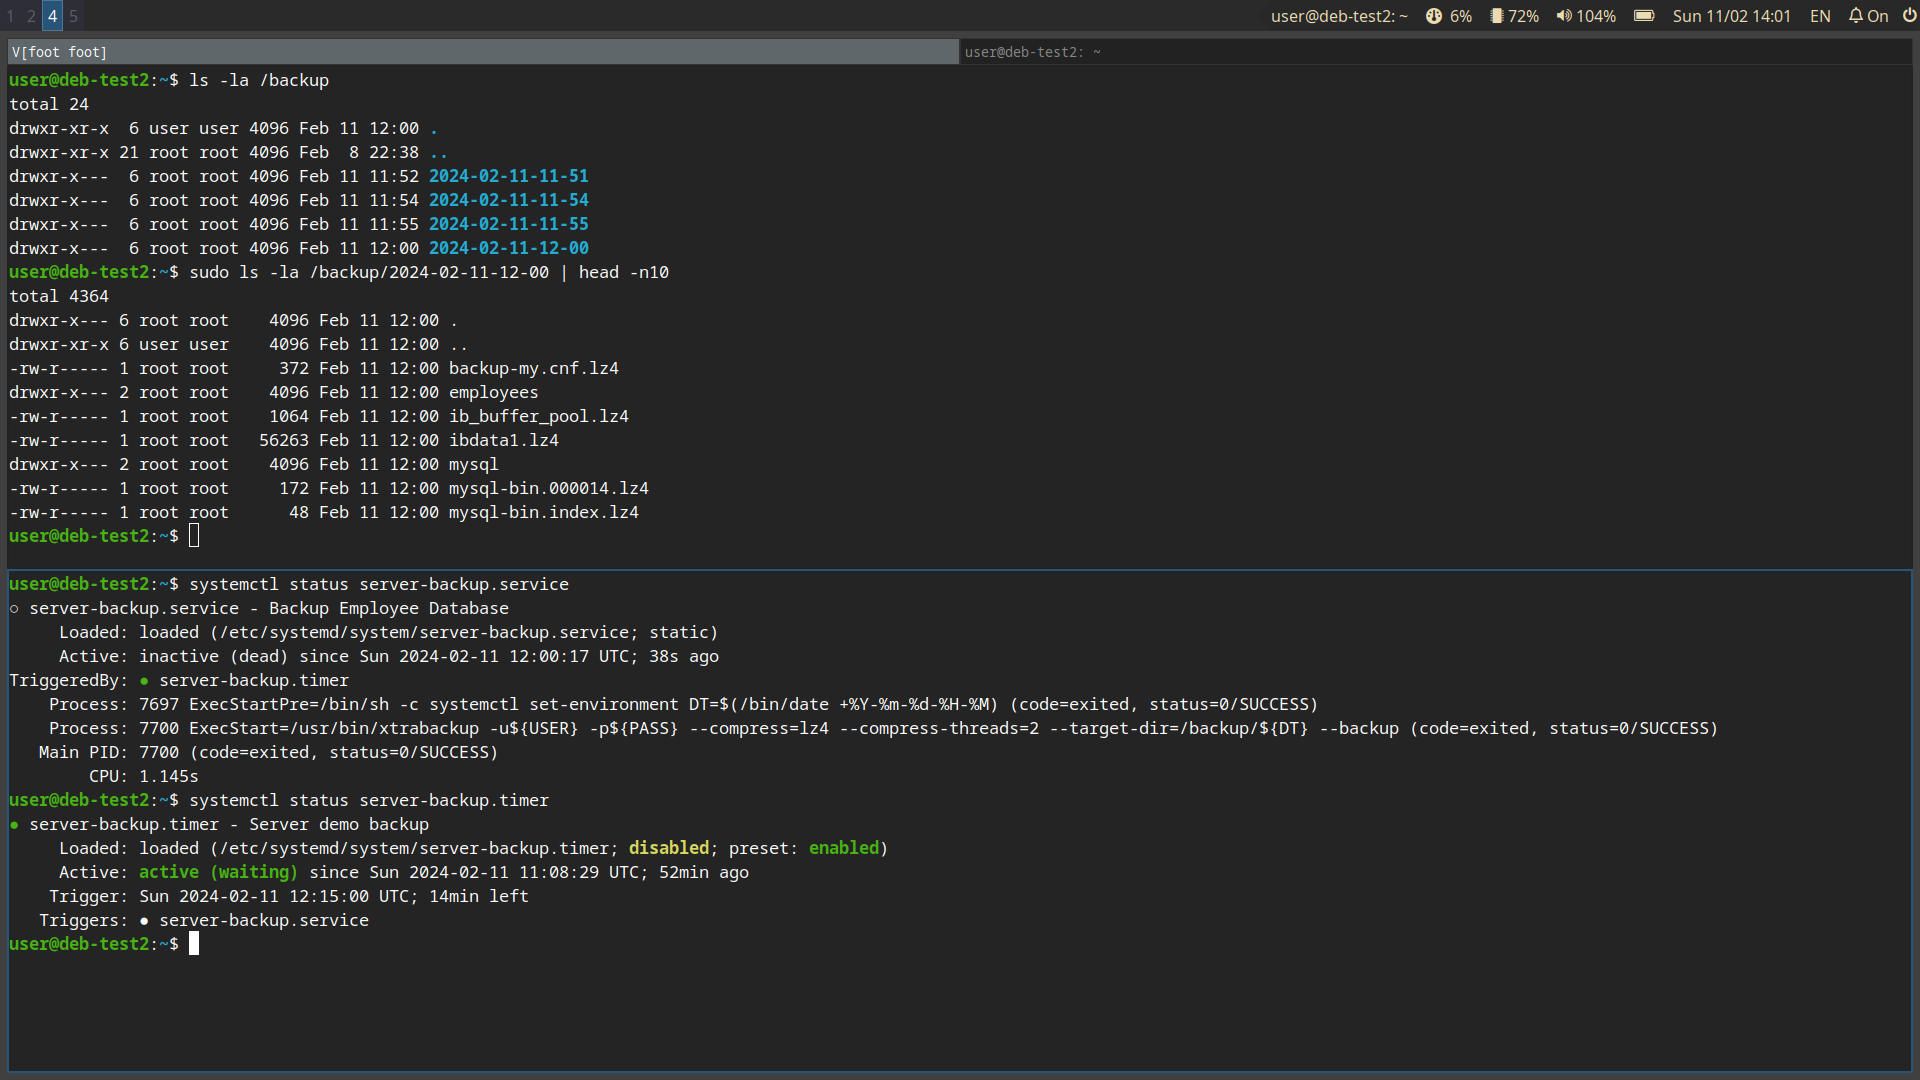 1 2 4 5
user@deb-test2: ~ 6% 72% 104% Sun 11/02 14:01 EN On
V[foot foot] user@deb-test2: ~
user@deb-test2:~$ ls -la /backup
total 24
drwxr-xr-x  6 user user 4096 Feb 11 12:00 .
drwxr-xr-x 21 root root 4096 Feb  8 22:38 ..
drwxr-x---  6 root root 4096 Feb 11 11:52 2024-02-11-11-51
drwxr-x---  6 root root 4096 Feb 11 11:54 2024-02-11-11-54
drwxr-x---  6 root root 4096 Feb 11 11:55 2024-02-11-11-55
drwxr-x---  6 root root 4096 Feb 11 12:00 2024-02-11-12-00
user@deb-test2:~$ sudo ls -la /backup/2024-02-11-12-00 | head -n10
total 4364
drwxr-x--- 6 root root    4096 Feb 11 12:00 .
drwxr-xr-x 6 user user    4096 Feb 11 12:00 ..
-rw-r----- 1 root root     372 Feb 11 12:00 backup-my.cnf.lz4
drwxr-x--- 2 root root    4096 Feb 11 12:00 employees
-rw-r----- 1 root root    1064 Feb 11 12:00 ib_buffer_pool.lz4
-rw-r----- 1 root root   56263 Feb 11 12:00 ibdata1.lz4
drwxr-x--- 2 root root    4096 Feb 11 12:00 mysql
-rw-r----- 1 root root     172 Feb 11 12:00 mysql-bin.000014.lz4
-rw-r----- 1 root root      48 Feb 11 12:00 mysql-bin.index.lz4
user@deb-test2:~$
user@deb-test2:~$ systemctl status server-backup.service
○ server-backup.service - Backup Employee Database
     Loaded: loaded (/etc/systemd/system/server-backup.service; static)
     Active: inactive (dead) since Sun 2024-02-11 12:00:17 UTC; 38s ago
TriggeredBy: ● server-backup.timer
    Process: 7697 ExecStartPre=/bin/sh -c systemctl set-environment DT=$(/bin/date +%Y-%m-%d-%H-%M) (code=exited, status=0/SUCCESS)
    Process: 7700 ExecStart=/usr/bin/xtrabackup -u${USER} -p${PASS} --compress=lz4 --compress-threads=2 --target-dir=/backup/${DT} --backup (code=exited, status=0/SUCCESS)
   Main PID: 7700 (code=exited, status=0/SUCCESS)
        CPU: 1.145s
user@deb-test2:~$ systemctl status server-backup.timer
● server-backup.timer - Server demo backup
     Loaded: loaded (/etc/systemd/system/server-backup.timer; disabled; preset: enabled)
     Active: active (waiting) since Sun 2024-02-11 11:08:29 UTC; 52min ago
    Trigger: Sun 2024-02-11 12:15:00 UTC; 14min left
   Triggers: ● server-backup.service
user@deb-test2:~$